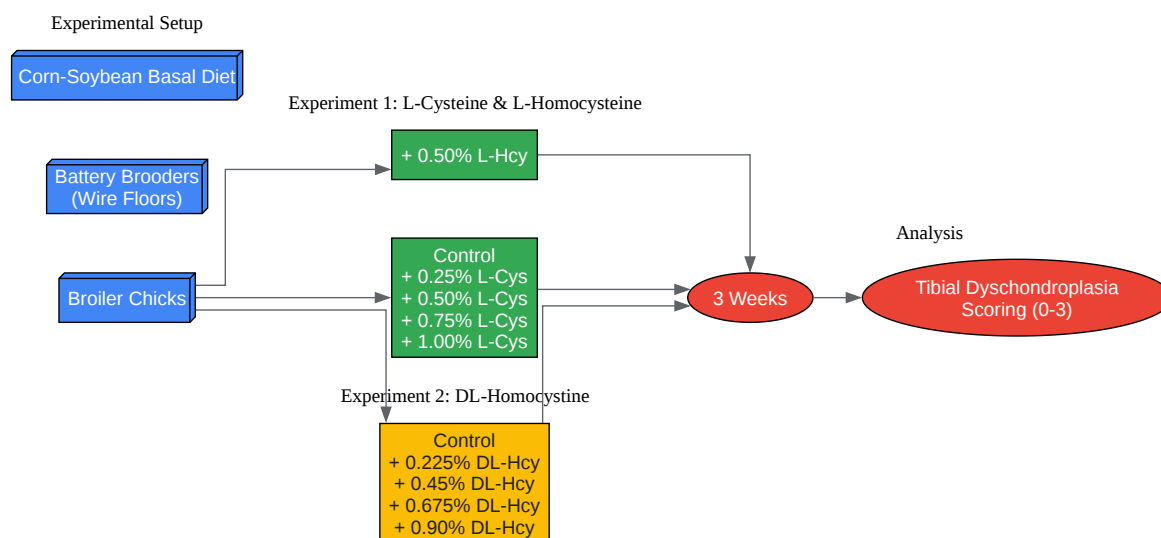 Experimental Setup
Corn-Soybean Basal Diet
Battery Brooders
(Wire Floors)
Broiler Chicks
Experiment 1: L-Cysteine & L-Homocysteine
+ 0.50% L-Hcy
Control
+ 0.25% L-Cys
+ 0.50% L-Cys
+ 0.75% L-Cys
+ 1.00% L-Cys
Experiment 2: DL-Homocystine
Control
+ 0.225% DL-Hcy
+ 0.45% DL-Hcy
+ 0.675% DL-Hcy
+ 0.90% DL-Hcy
3 Weeks
Analysis
Tibial Dyschondroplasia
Scoring (0-3)